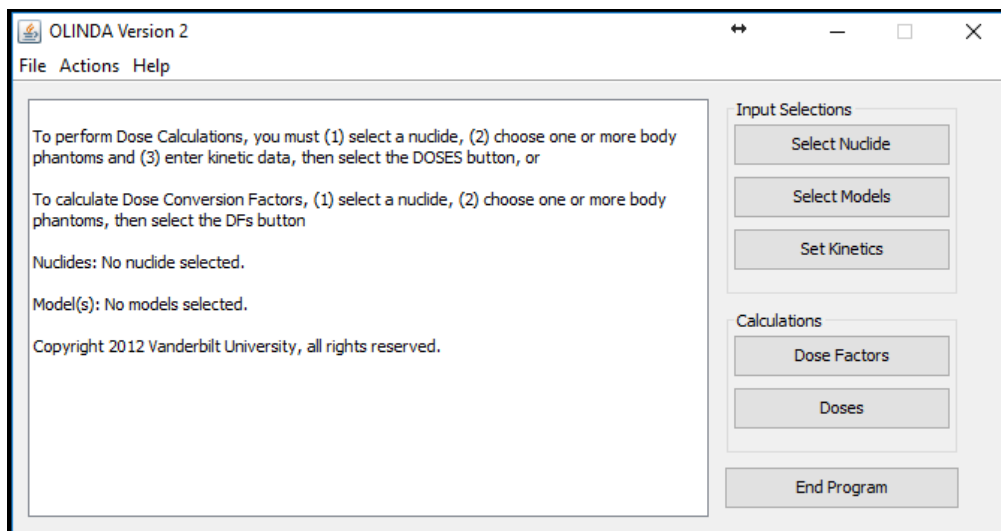 OLINDA Version 2
File Actions Help
To perform Dose Calculations, you must (1) select a nuclide, (2) choose one or more body
phantoms and (3) enter kinetic data, then select the DOSES button, or
To calculate Dose Conversion Factors, (1) select a nuclide, (2) choose one or more body
phantoms, then select the DFs button
Nuclides: No nuclide selected.
Model(s): No models selected.
Copyright 2012 Vanderbilt University, all rights reserved.
Input Selections
Select Nuclide
Select Models
Set Kinetics
Calculations
Dose Factors
Doses
End Program